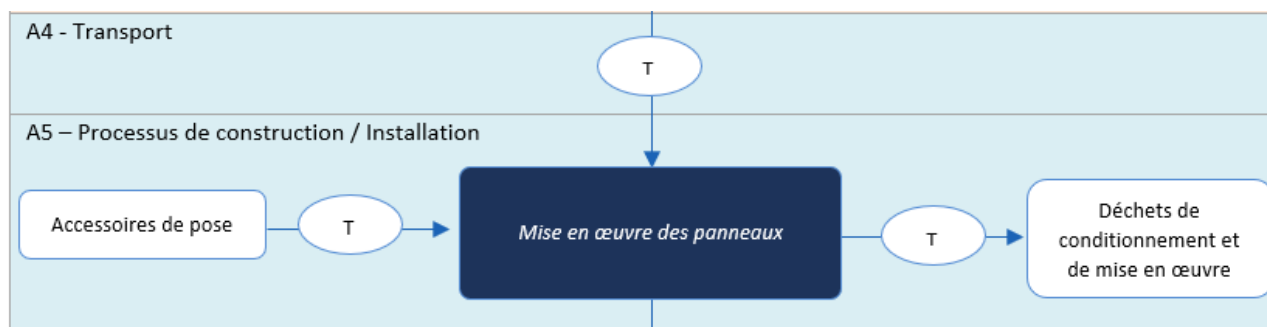 A4 - Transport
T
A5 – Processus de construction / Installation
Accessoires de pose
T
Mise en œuvre des panneaux
T
Déchets de
conditionnement et
de mise en œuvre